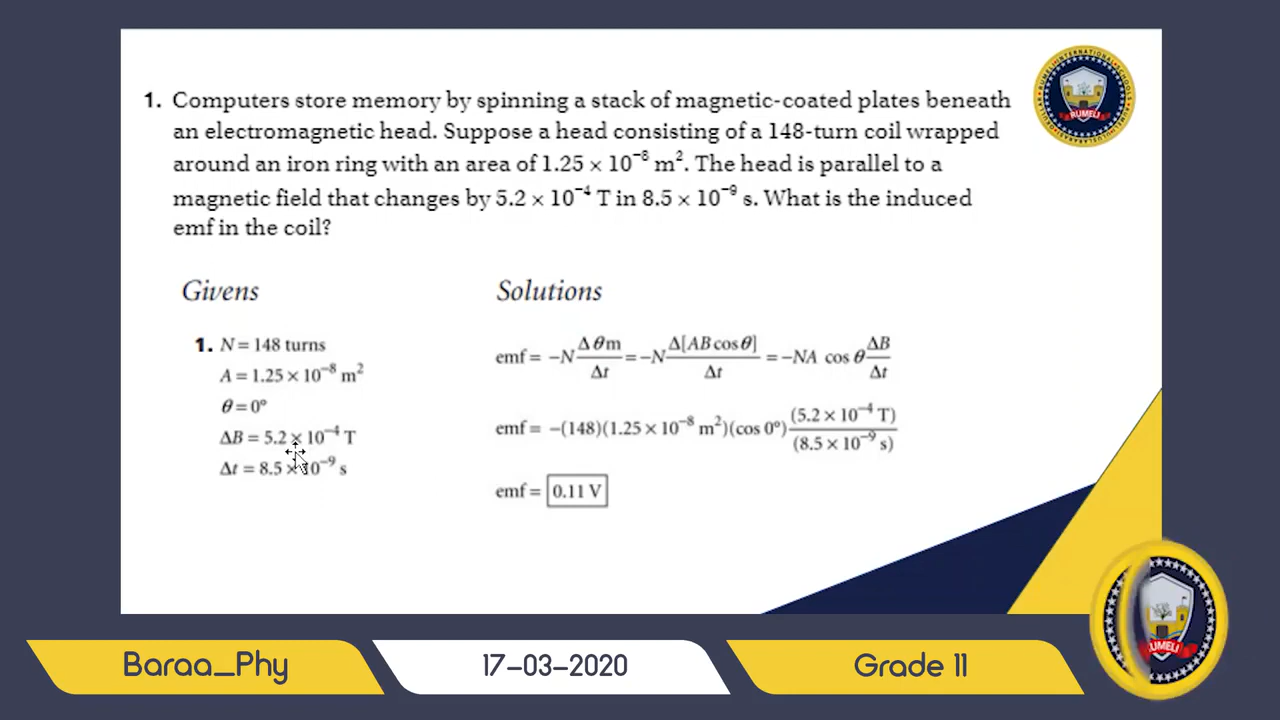 1. Computers store memory by spinning a stack of magnetic-coated plates beneath
an electromagnetic head. Suppose a head consisting of a 148-turn coil wrapped
around an iron ring with an area of 1.25 × 10⁻⁸ m². The head is parallel to a
magnetic field that changes by 5.2 × 10⁻⁴ T in 8.5 × 10⁻⁹ s. What is the induced
emf in the coil?
Givens
1. N = 148 turns
A = 1.25 × 10⁻⁸ m²
θ = 0º
ΔB = 5.2 × 10⁻⁴ T
Δt = 8.5 × 10⁻⁹ s
Solutions
emf = −N Δθm/Δt = −N Δ[AB cos θ]/Δt = −NA cos θ ΔB/Δt
emf = −(148)(1.25 × 10⁻⁸ m²)(cos 0º) (5.2 × 10⁻⁴ T)/(8.5 × 10⁻⁹ s)
emf = 0.11 V
RUMELI
RUMELI
Baraa_Phy
17-03-2020
Grade 11